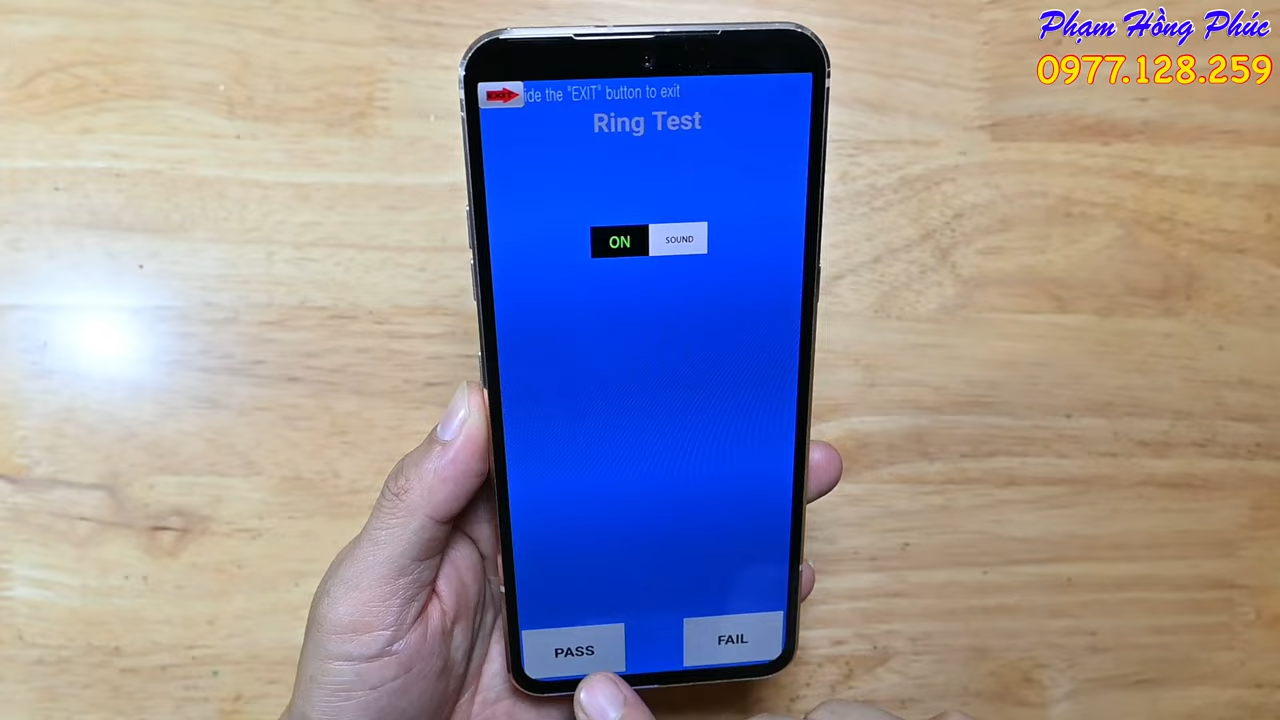 Phạm Hồng Phúc
0977.128.259
ide the "EXIT" button to exit
Ring Test
ON SOUND
PASS FAIL